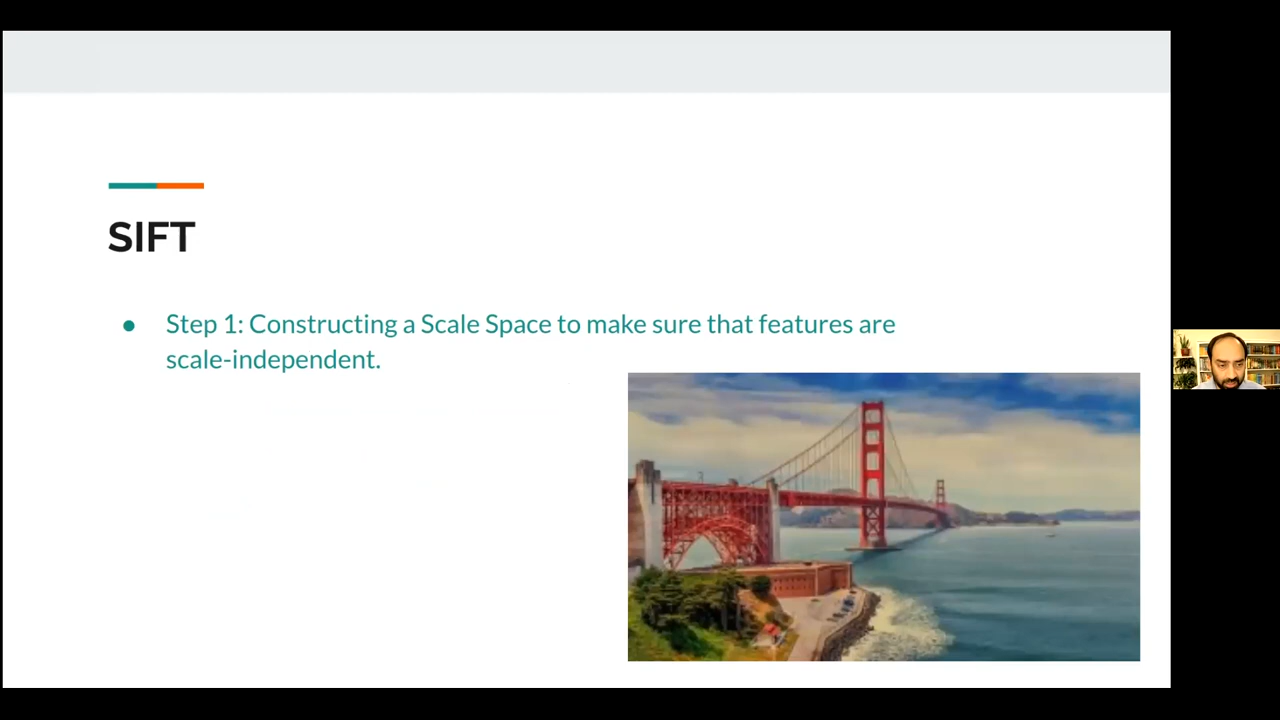 SIFT
● Step 1: Constructing a Scale Space to make sure that features are
scale-independent.